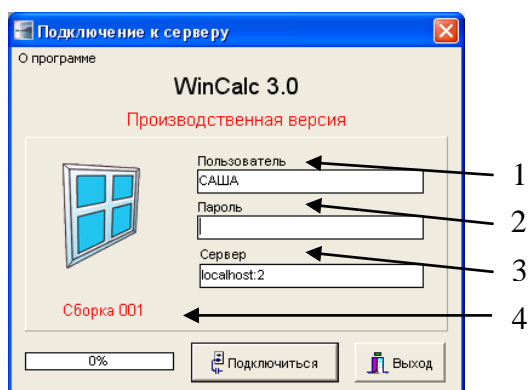 Подключение к серверу
О программе
WinCalc 3.0
Производственная версия
Пользователь
1
САША
Пароль
2
Сервер
3
localhost:2
Сборка 001
4
0%
Подключиться
Выход